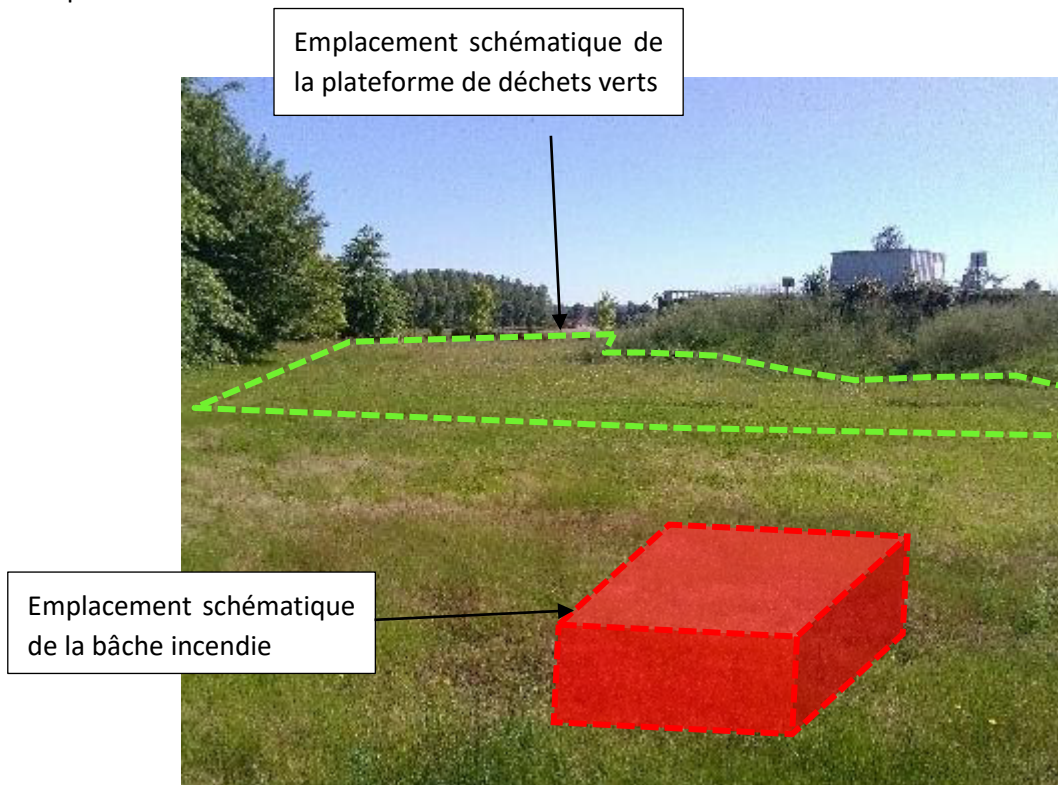 Emplacement schématique de
la plateforme de déchets verts
Emplacement schématique
de la bâche incendie